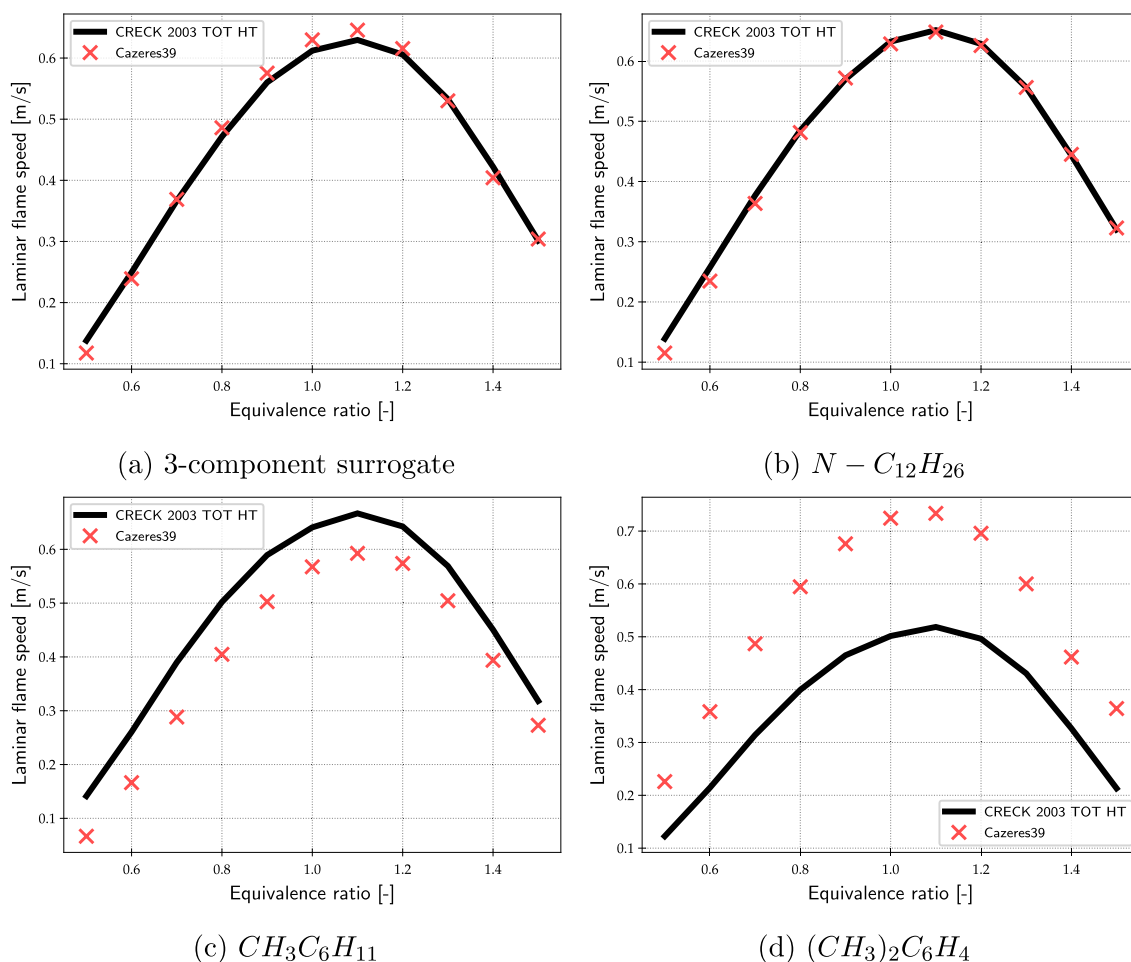 CRECK 2003 TOT HT
Cazeres39
Laminar flame speed [m/s]
0.6
0.5
0.4
0.3
0.2
0.1
0.6 0.8 1.0 1.2 1.4
Equivalence ratio [-]
(a) 3-component surrogate
CRECK 2003 TOT HT
Cazeres39
Laminar flame speed [m/s]
0.6
0.5
0.4
0.3
0.2
0.1
0.6 0.8 1.0 1.2 1.4
Equivalence ratio [-]
(b) N − C₁₂H₂₆
CRECK 2003 TOT HT
Cazeres39
Laminar flame speed [m/s]
0.6
0.5
0.4
0.3
0.2
0.1
0.6 0.8 1.0 1.2 1.4
Equivalence ratio [-]
(c) CH₃C₆H₁₁
Laminar flame speed [m/s]
0.7
0.6
0.5
0.4
0.3
0.2
0.1
CRECK 2003 TOT HT
Cazeres39
0.6 0.8 1.0 1.2 1.4
Equivalence ratio [-]
(d) (CH₃)₂C₆H₄